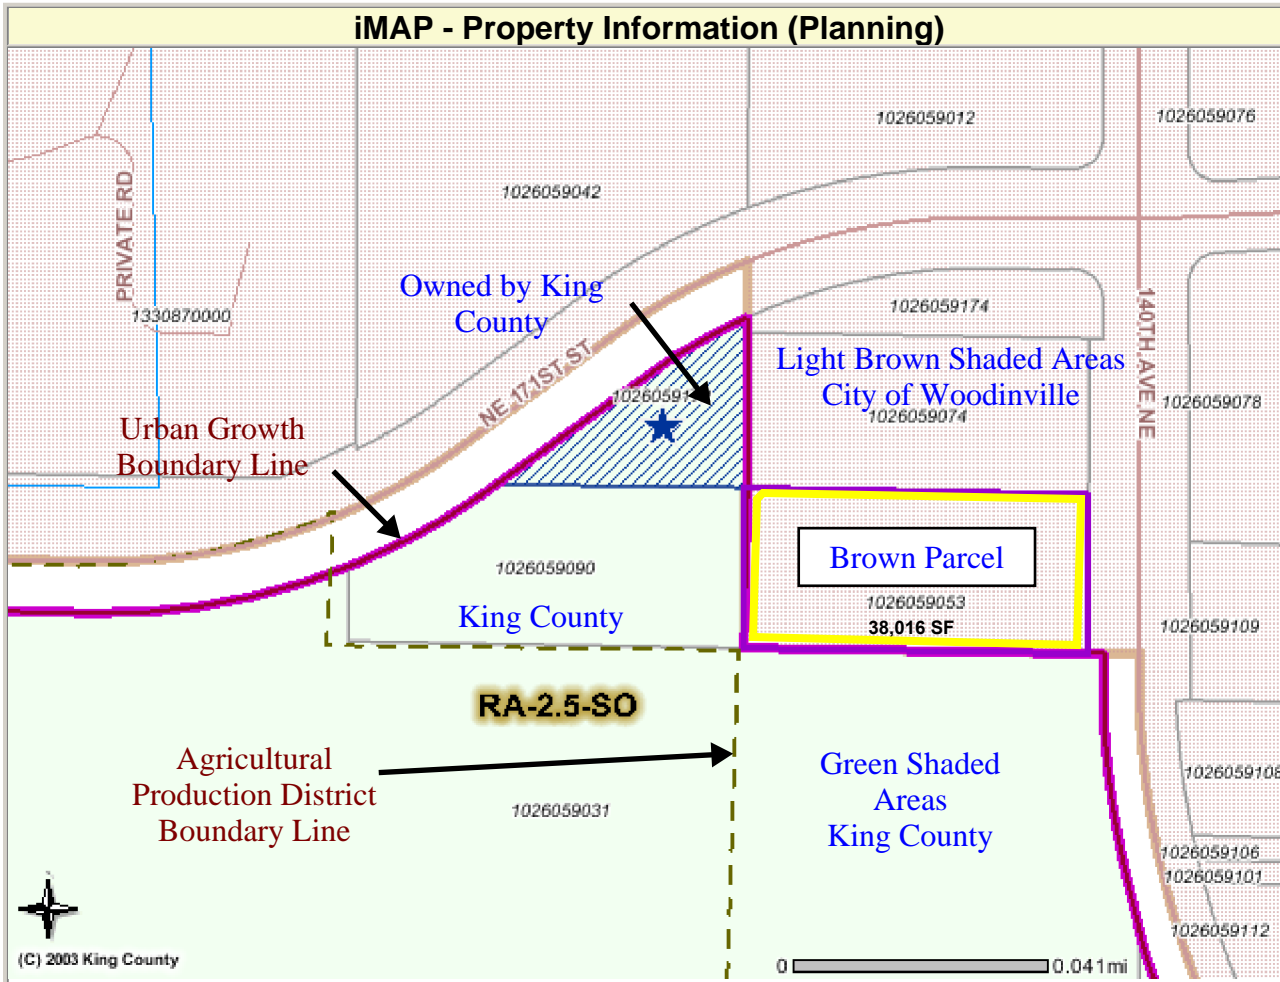 iMAP - Property Information (Planning)
1026059012
1026059076
1026059042
PRIVATE RD
1330870000
Owned by King
County
1026059174
140TH AVE NE
NE 171ST ST
Light Brown Shaded Areas
City of Woodinville
1026059074
1026059078
Urban Growth
Boundary Line
1026059090
King County
Brown Parcel
1026059053
38,016 SF
1026059109
RA-2.5-SO
Agricultural
Production District
Boundary Line
1026059031
Green Shaded
Areas
King County
1026059108
1026059106
1026059101
1026059112
(C) 2003 King County
0
0.041mi